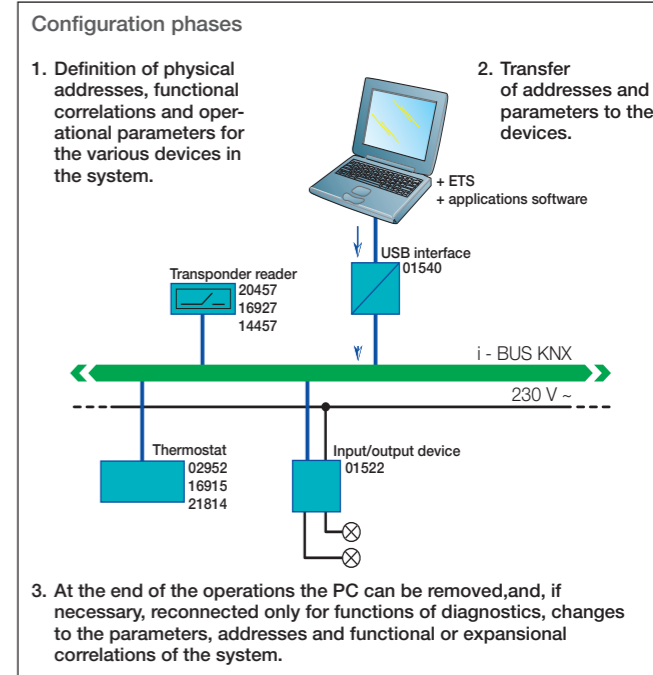 Configuration phases
1. Definition of physical
addresses, functional
correlations and oper-
ational parameters for
the various devices in
the system.
2. Transfer
of addresses and
parameters to the
devices.
+ ETS
+ applications software
USB interface
01540
Transponder reader
20457
16927
14457
i - BUS KNX
230 V ~
Thermostat
02952
16915
21814
Input/output device
01522
3. At the end of the operations the PC can be removed,and, if
necessary, reconnected only for functions of diagnostics, changes
to the parameters, addresses and functional or expansional
correlations of the system.